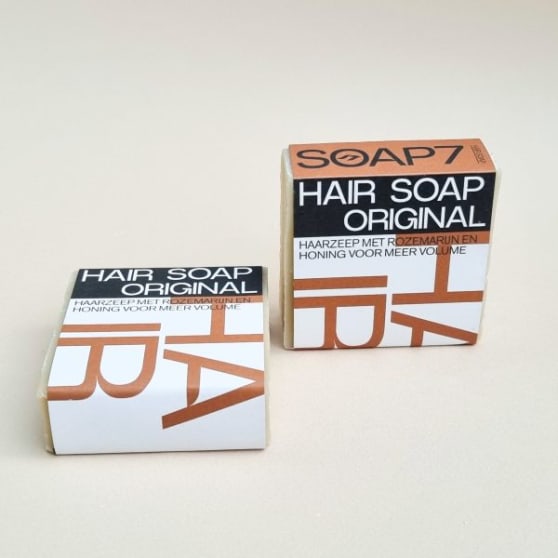 HAIR SOAP
ORIGINAL
HAARZEEP MET ROZEMARIJN EN
HONING VOOR MEER VOLUME
HA
IR
SOAP7
HAIR SOAP
ORIGINAL
HAARZEEP MET ROZEMARIJN EN
HONING VOOR MEER VOLUME
HA
IR